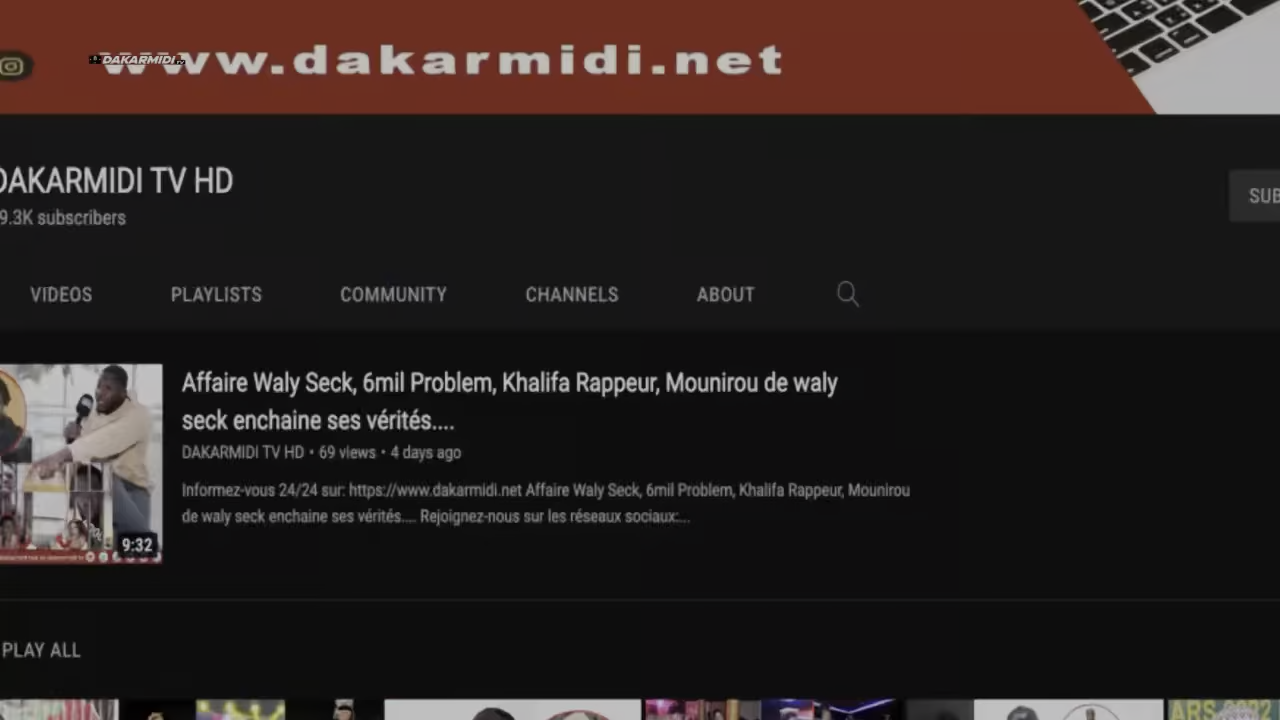 www.dakarmidi.net
DAKARMIDI
DAKARMIDI TV HD
9.3K subscribers
SUB
VIDEOS
PLAYLISTS
COMMUNITY
CHANNELS
ABOUT
Affaire Waly Seck, 6mil Problem, Khalifa Rappeur, Mounirou de waly
seck enchaine ses vérités....
DAKARMIDI TV HD • 69 views • 4 days ago
Informez-vous 24/24 sur: https://www.dakarmidi.net Affaire Waly Seck, 6mil Problem, Khalifa Rappeur, Mounirou
de waly seck enchaine ses vérités.... Rejoignez-nous sur les réseaux sociaux:...
9:32
PLAY ALL